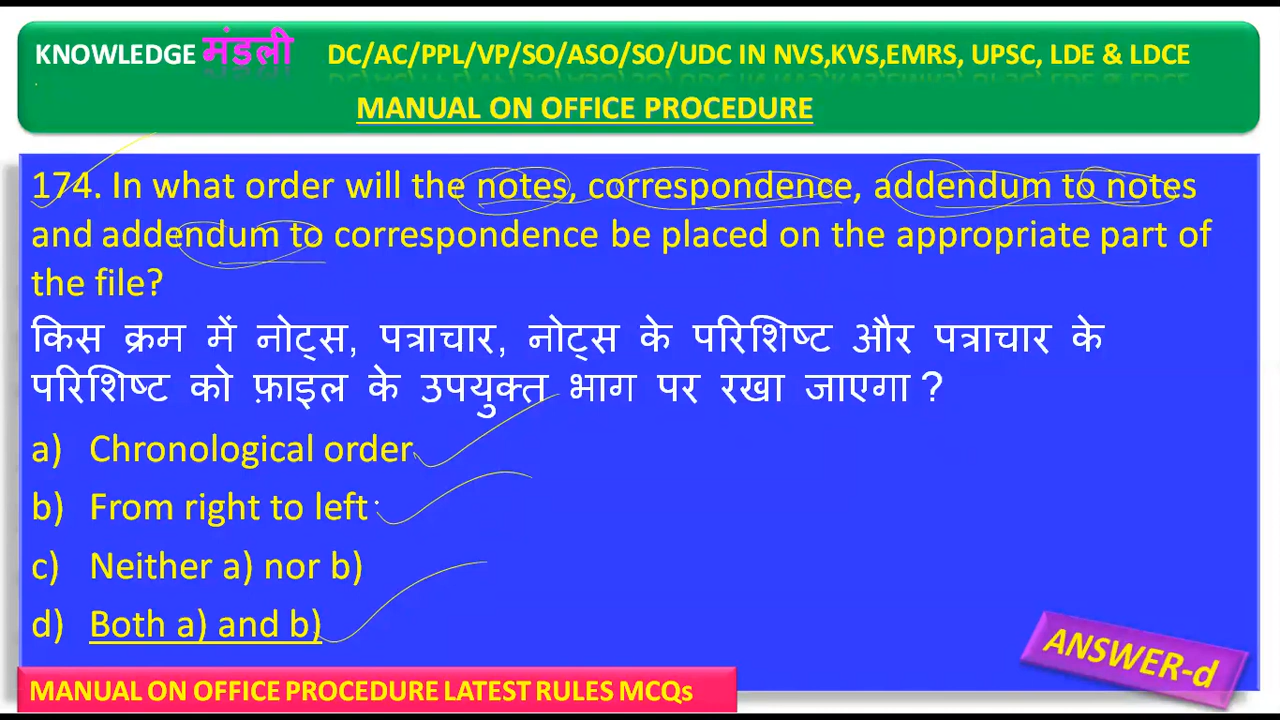 KNOWLEDGE मंडली DC/AC/PPL/VP/SO/ASO/SO/UDC IN NVS,KVS,EMRS, UPSC, LDE & LDCE
MANUAL ON OFFICE PROCEDURE
174. In what order will the notes, correspondence, addendum to notes
and addendum to correspondence be placed on the appropriate part of
the file?
किस क्रम में नोट्स, पत्राचार, नोट्स के परिशिष्ट और पत्राचार के
परिशिष्ट को फ़ाइल के उपयुक्त भाग पर रखा जाएगा ?
a) Chronological order
b) From right to left
c) Neither a) nor b)
d) Both a) and b)
ANSWER-d
MANUAL ON OFFICE PROCEDURE LATEST RULES MCQs